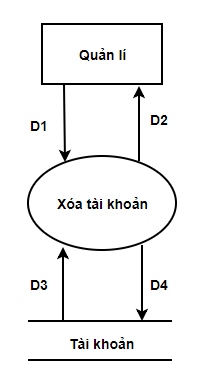 Quản lí
D1
D2
Xóa tài khoản
D3
D4
Tài khoản